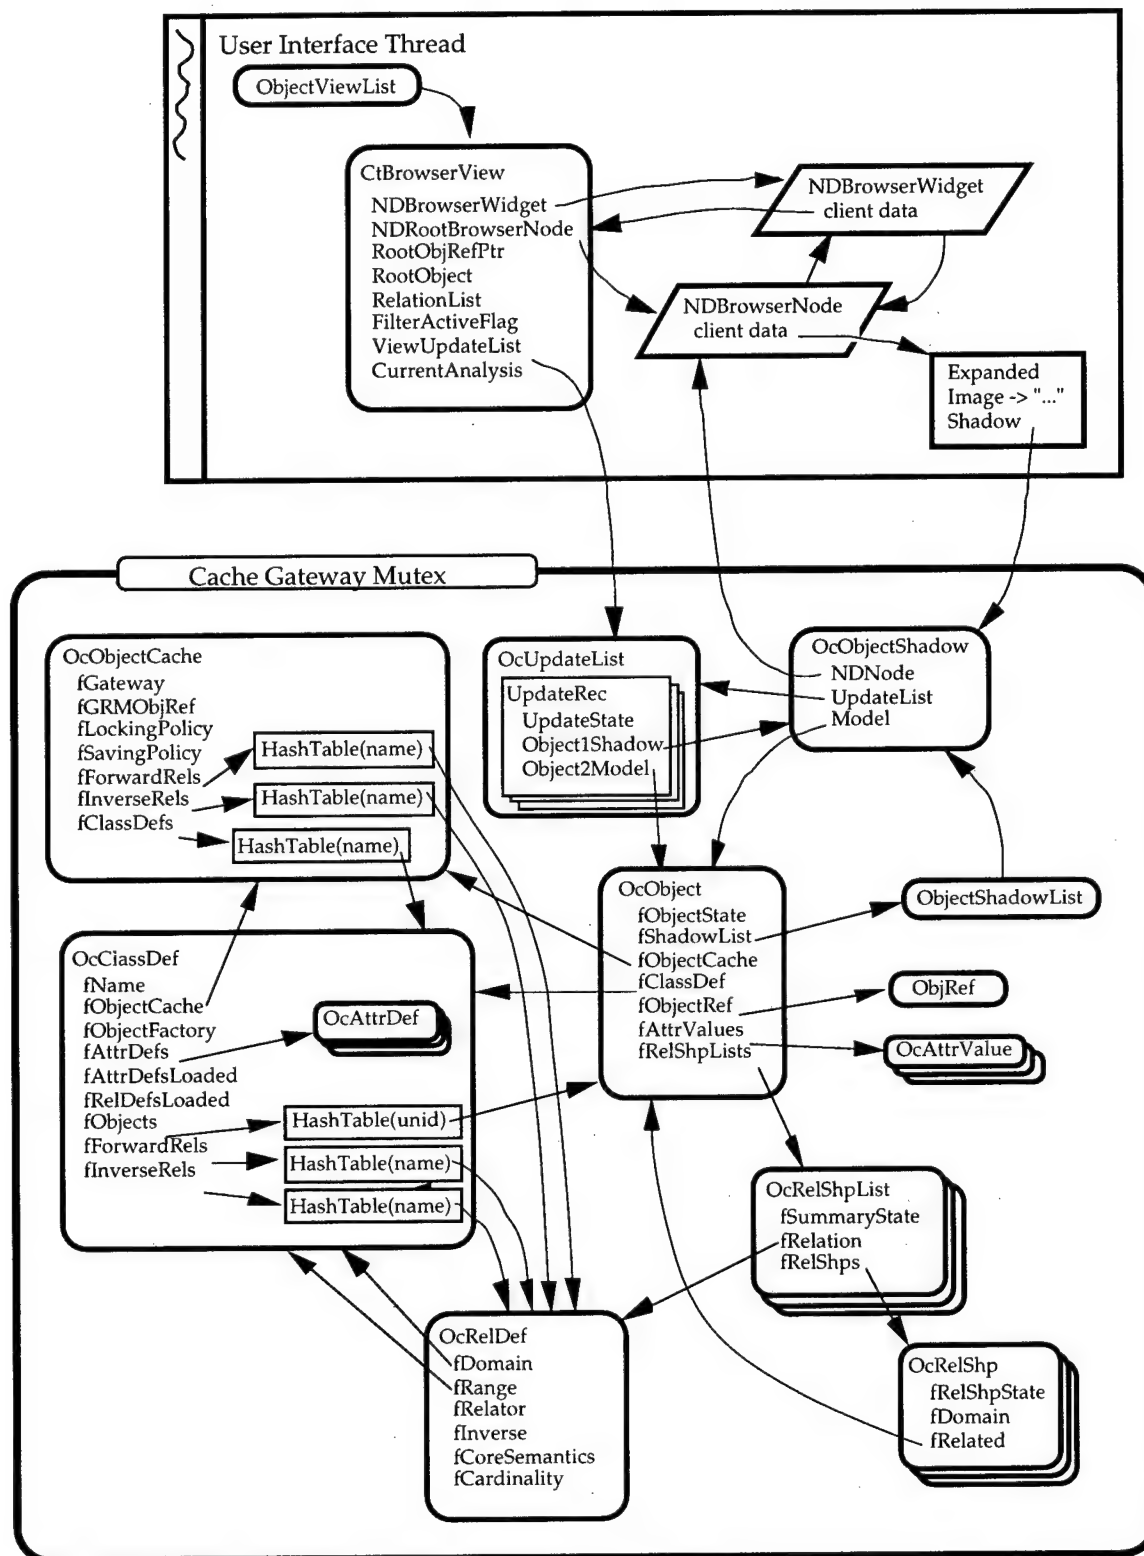 User Interface Thread
ObjectViewList
CtBrowserView
NDBrowserWidget
NDRootBrowserNode
RootObjRefPtr
RootObject
RelationList
FilterActiveFlag
ViewUpdateList
CurrentAnalysis
NDBrowserWidget
client data
NDBrowserNode
client data
Expanded
Image -> "..."
Shadow
Cache Gateway Mutex
OcObjectCache
fGateway
fGRMObjRef
fLockingPolicy
fSavingPolicy
fForwardRels
fInverseRels
fClassDefs
HashTable(name)
HashTable(name)
HashTable(name)
OcUpdateList
UpdateRec
UpdateState
Object1Shadow
Object2Model
OcObjectShadow
NDNode
UpdateList
Model
OcObject
fObjectState
fShadowList
fObjectCache
fClassDef
fObjectRef
fAttrValues
fRelShpLists
ObjectShadowList
ObjRef
OcAttrValue
OcClassDef
fName
fObjectCache
fObjectFactory
fAttrDefs
fAttrDefsLoaded
fRelDefsLoaded
fObjects
fForwardRels
fInverseRels
OcAttrDef
HashTable(unid)
HashTable(name)
HashTable(name)
OcRelShpList
fSummaryState
fRelation
fRelShps
OcRelDef
fDomain
fRange
fRelator
fInverse
fCoreSemantics
fCardinality
OcRelShp
fRelShpState
fDomain
fRelated